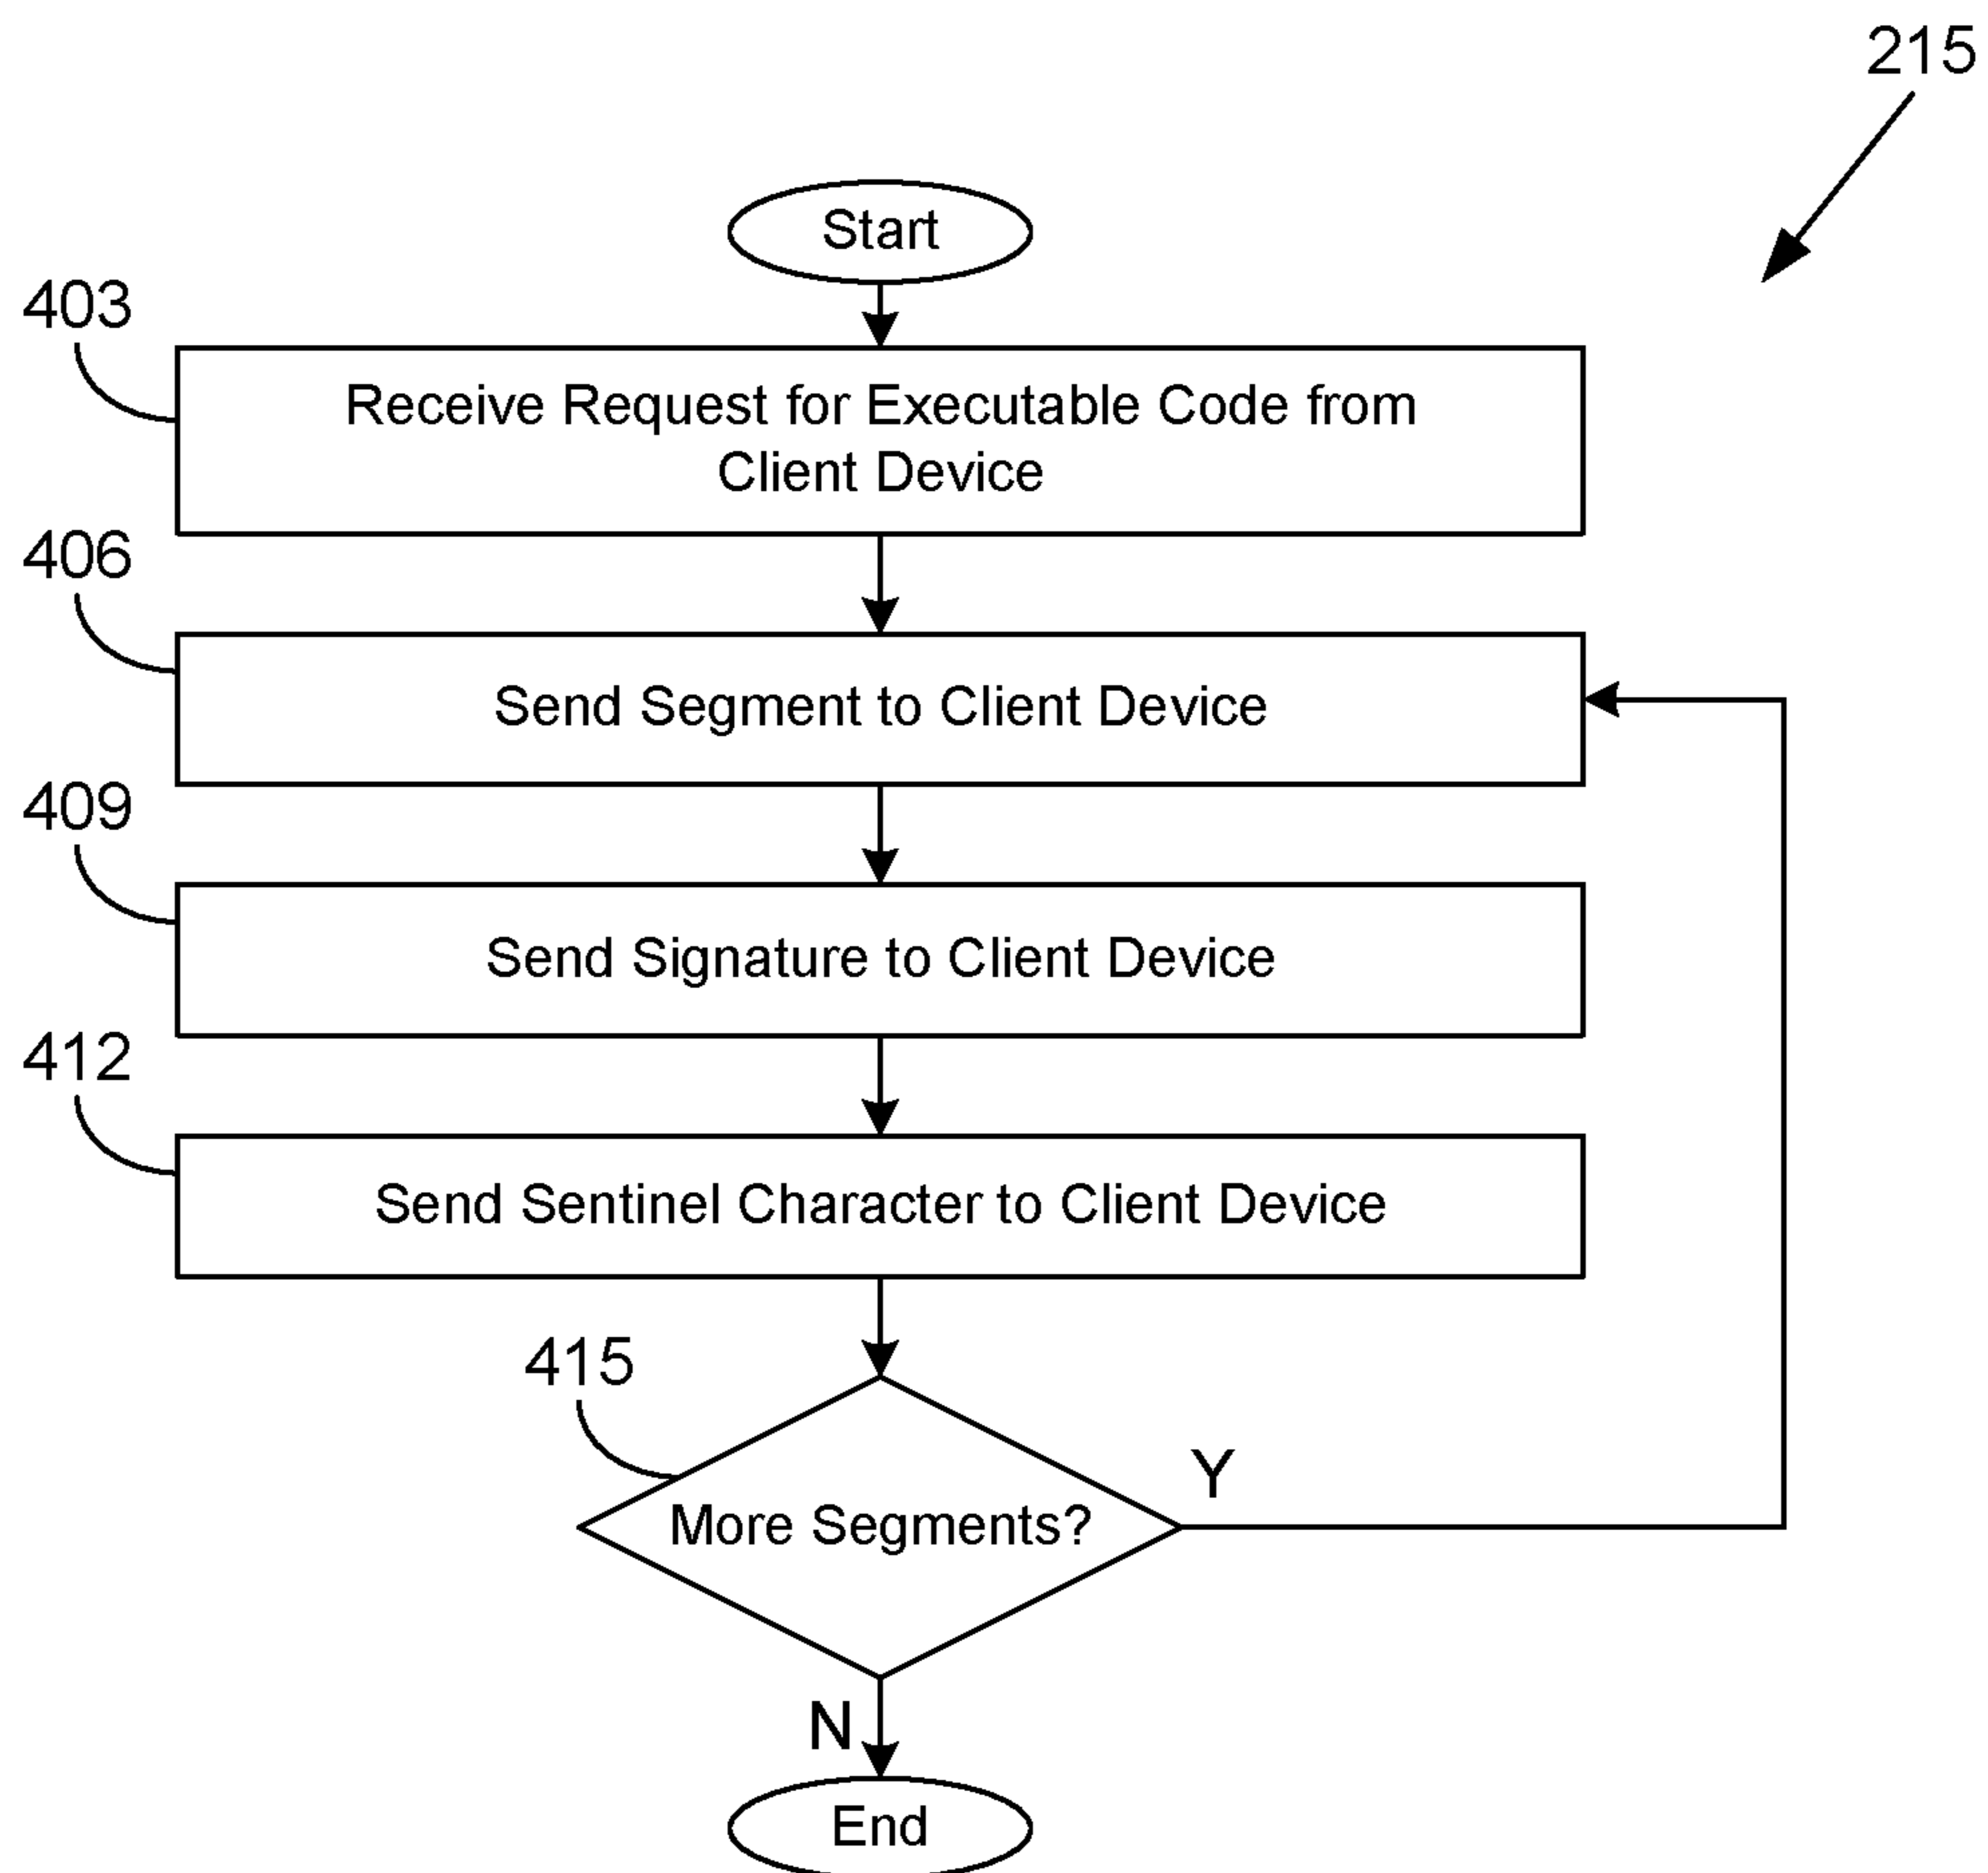 215
Start
403
Receive Request for Executable Code from
Client Device
406
Send Segment to Client Device
409
Send Signature to Client Device
412
Send Sentinel Character to Client Device
415
More Segments?
Y
N
End